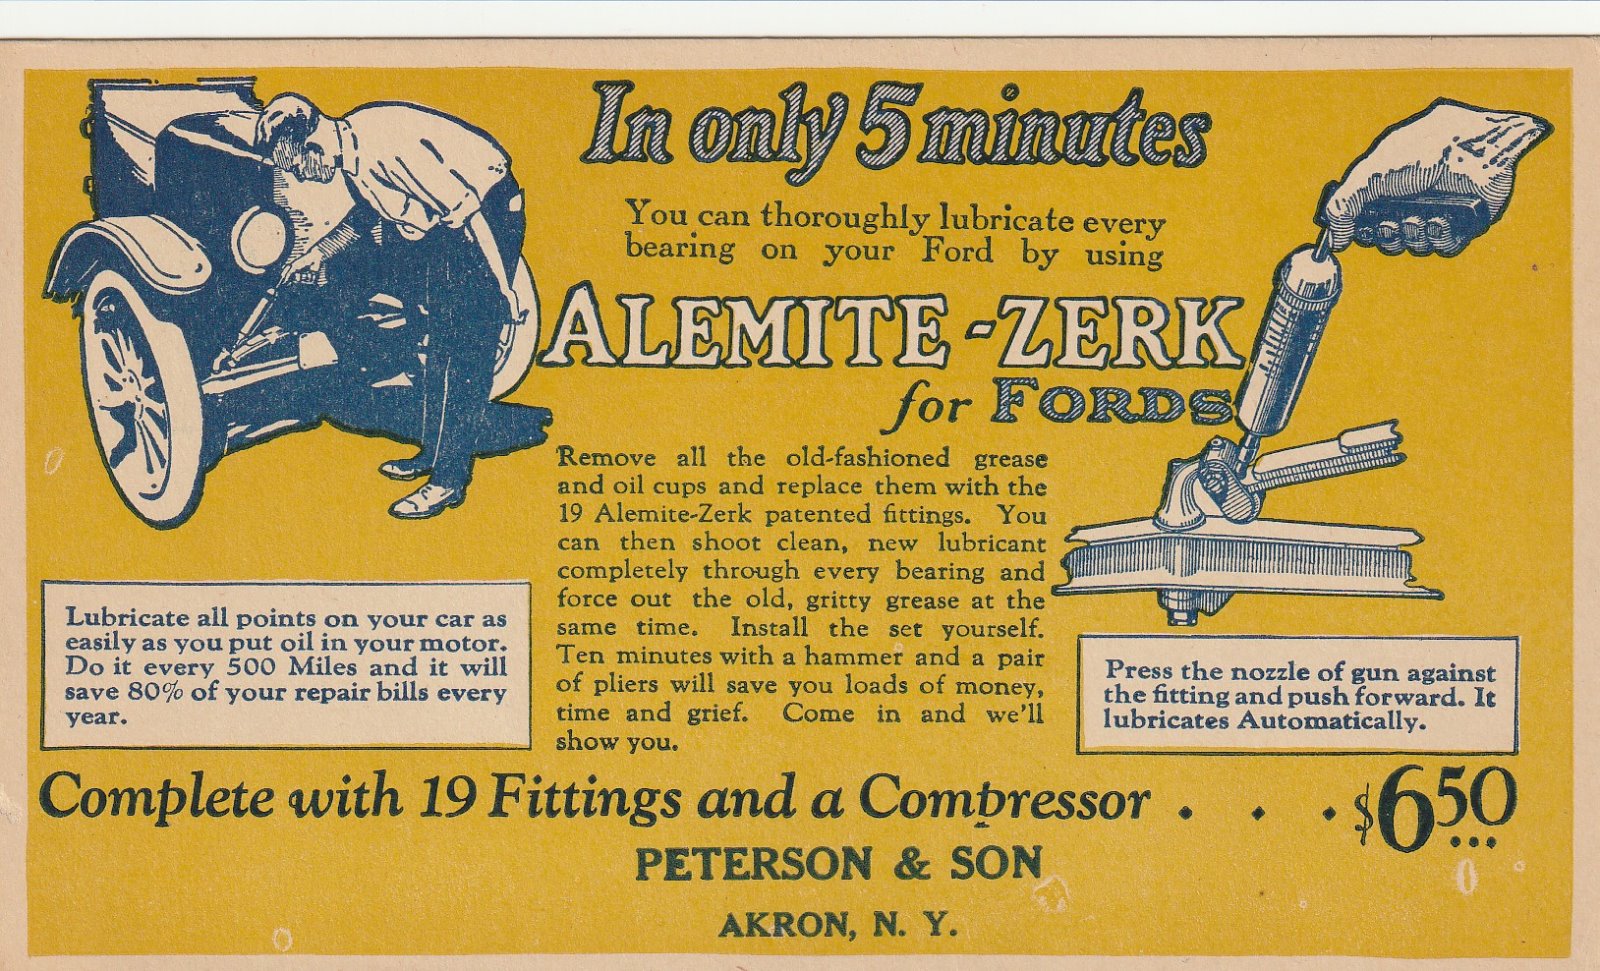 In only 5 minutes
You can thoroughly lubricate every
bearing on your Ford by using
ALEMITE-ZERK
for FORDS
Remove all the old-fashioned grease
and oil cups and replace them with the
19 Alemite-Zerk patented fittings. You
can then shoot clean, new lubricant
completely through every bearing and
force out the old, gritty grease at the
same time. Install the set yourself.
Ten minutes with a hammer and a pair
of pliers will save you loads of money,
time and grief. Come in and we'll
show you.
Lubricate all points on your car as
easily as you put oil in your motor.
Do it every 500 Miles and it will
save 80% of your repair bills every
year.
Press the nozzle of gun against
the fitting and push forward. It
lubricates Automatically.
Complete with 19 Fittings and a Compressor . . . $6 50
PETERSON & SON
AKRON, N. Y.